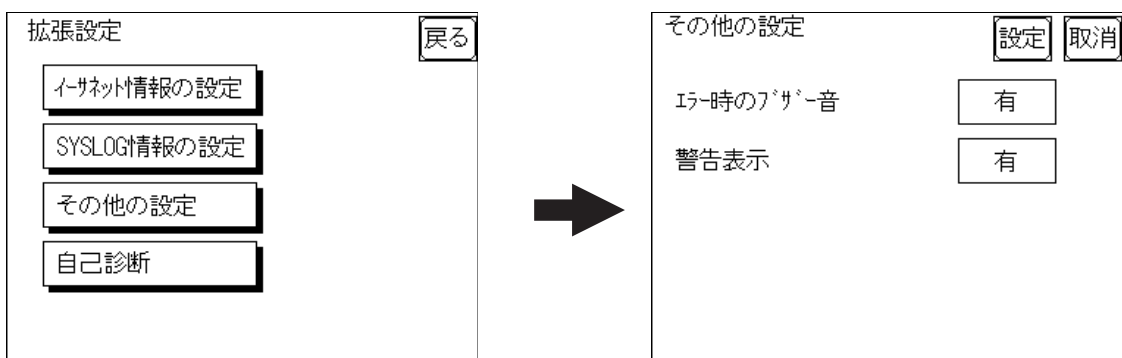 拡張設定
戻る
イーサネット情報の設定
SYSLOG情報の設定
その他の設定
自己診断
その他の設定
設定
取消
エラー時のブザー音
有
警告表示
有